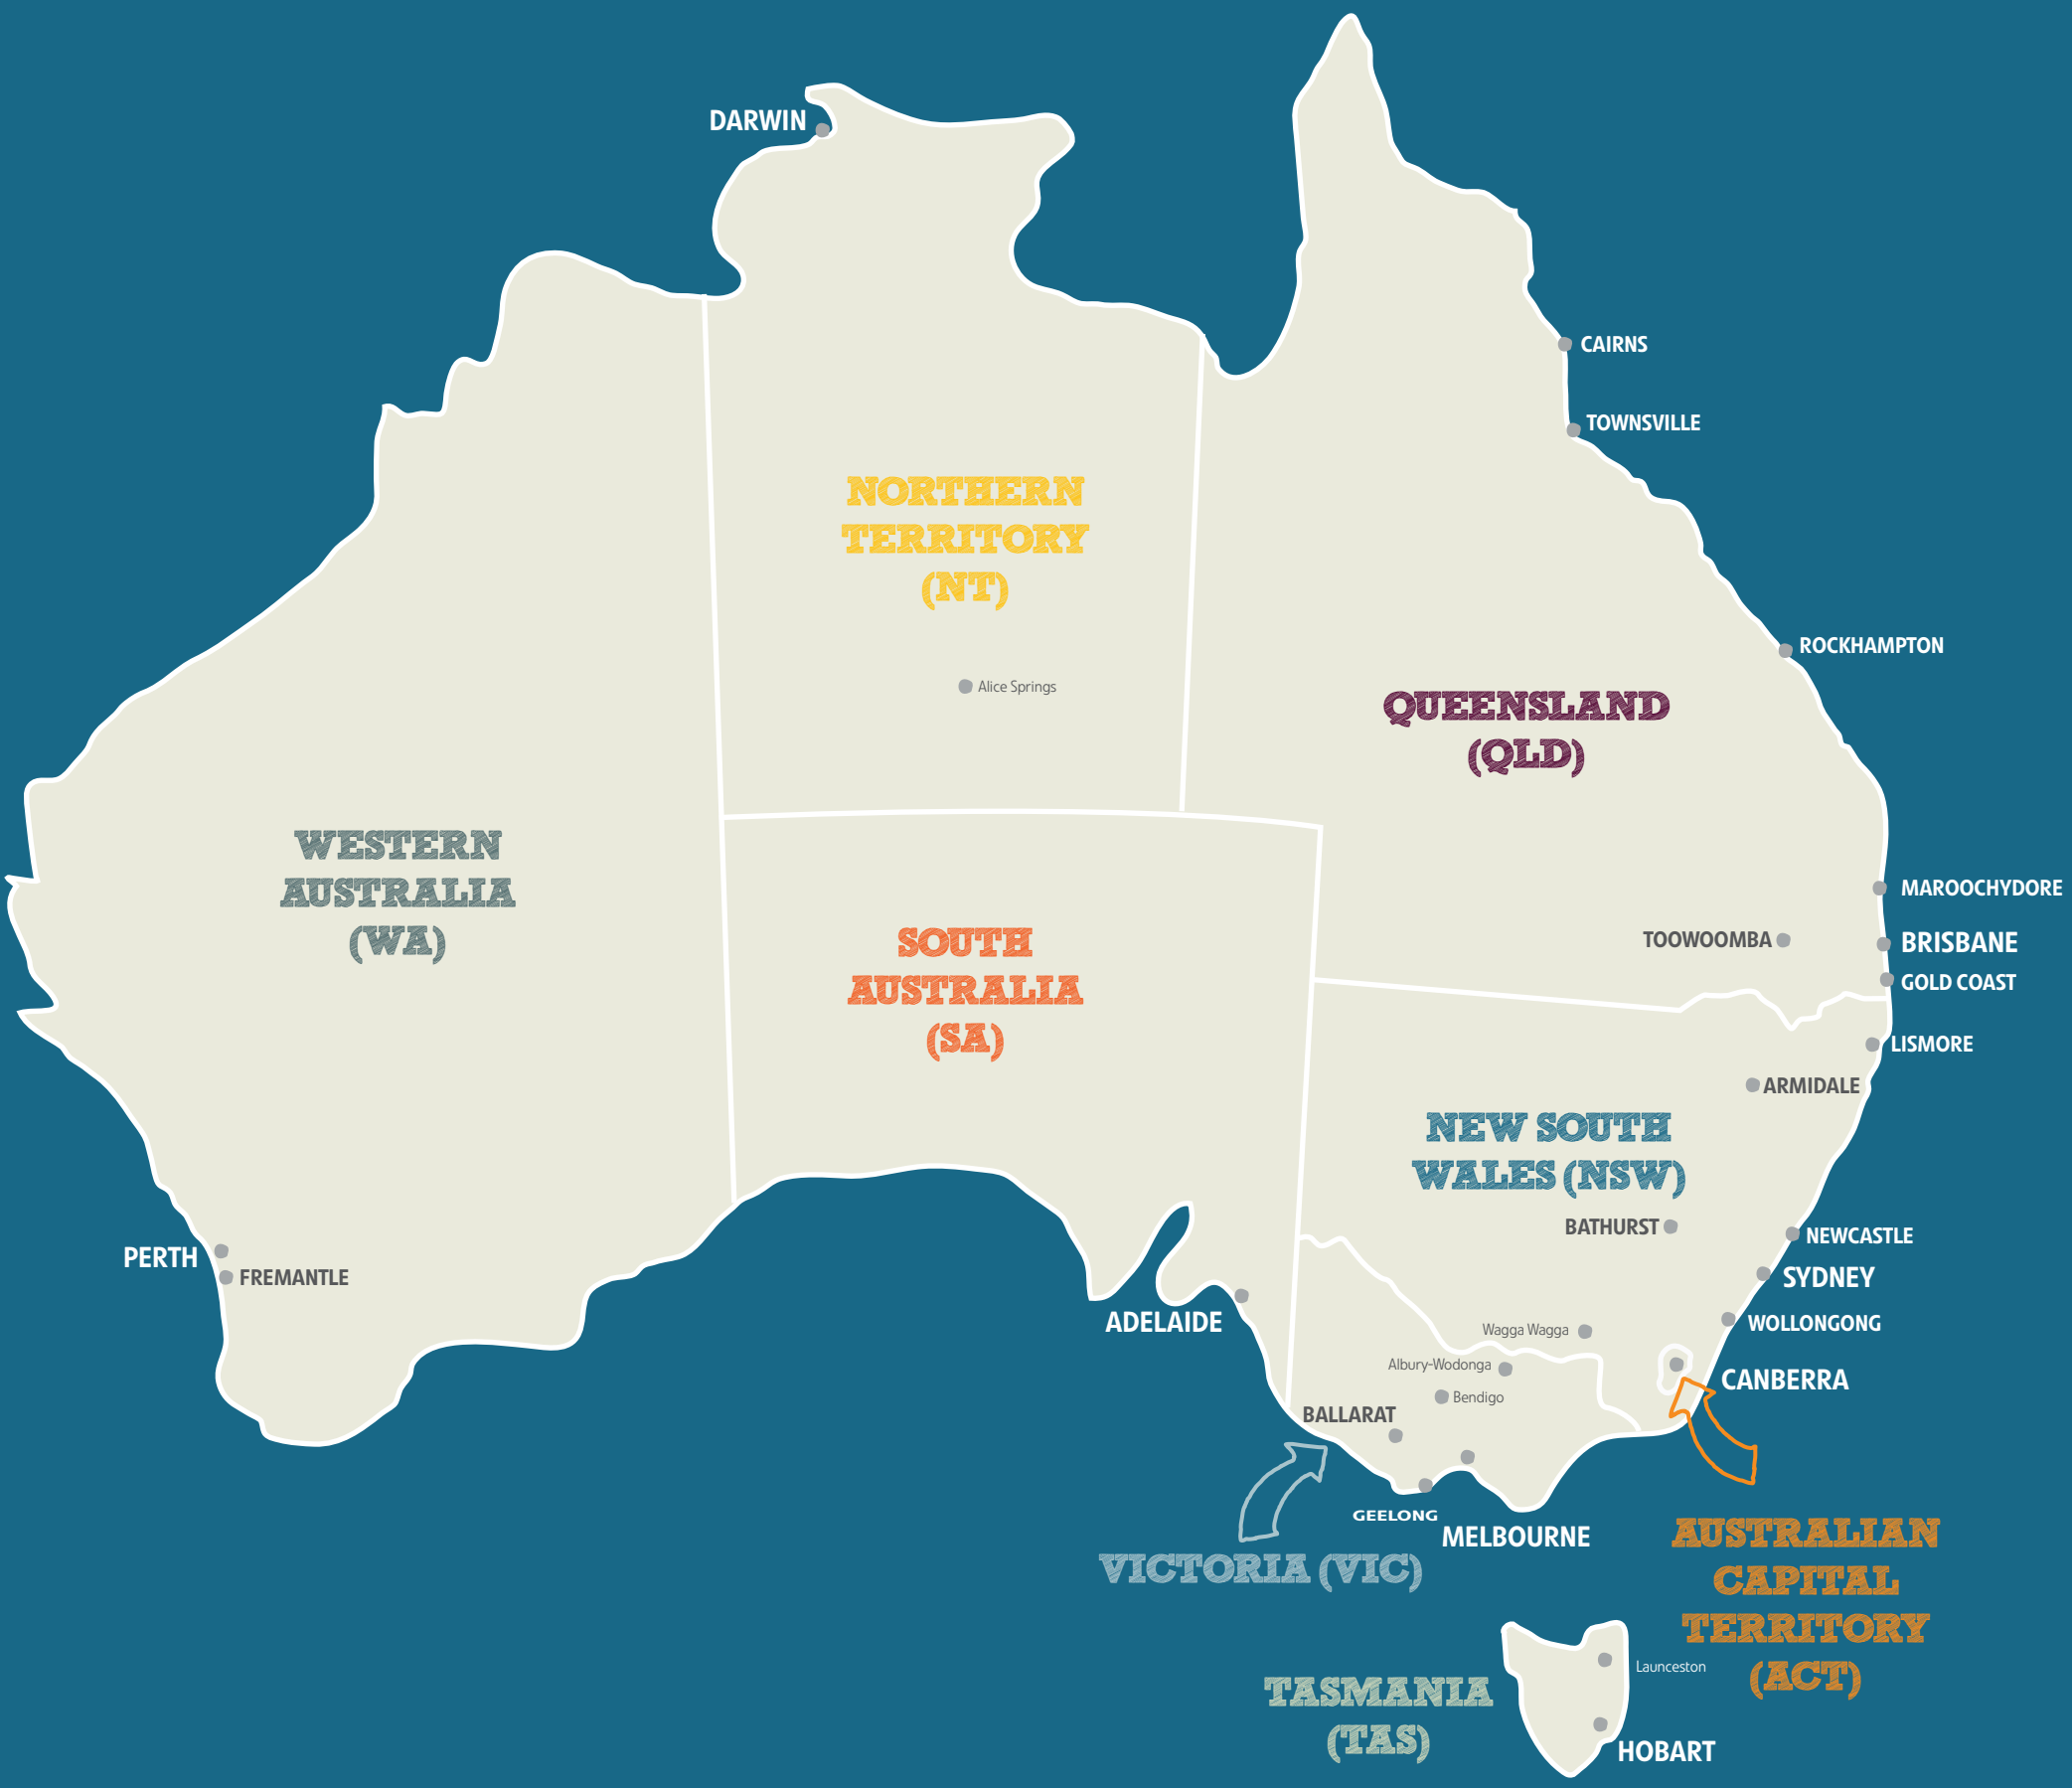 DARWIN
CAIRNS
TOWNSVILLE
NORTHERN
TERRITORY
(NT)
ROCKHAMPTON
Alice Springs
QUEENSLAND
(QLD)
WESTERN
AUSTRALIA
(WA)
MAROOCHYDORE
TOOWOOMBA
BRISBANE
GOLD COAST
SOUTH
AUSTRALIA
(SA)
LISMORE
ARMIDALE
NEW SOUTH
WALES (NSW)
BATHURST
NEWCASTLE
PERTH
FREMANTLE
SYDNEY
ADELAIDE
WOLLONGONG
Wagga Wagga
Albury-Wodonga
CANBERRA
Bendigo
BALLARAT
GEELONG
MELBOURNE
VICTORIA (VIC)
AUSTRALIAN
CAPITAL
TERRITORY
(ACT)
Launceston
TASMANIA
(TAS)
HOBART